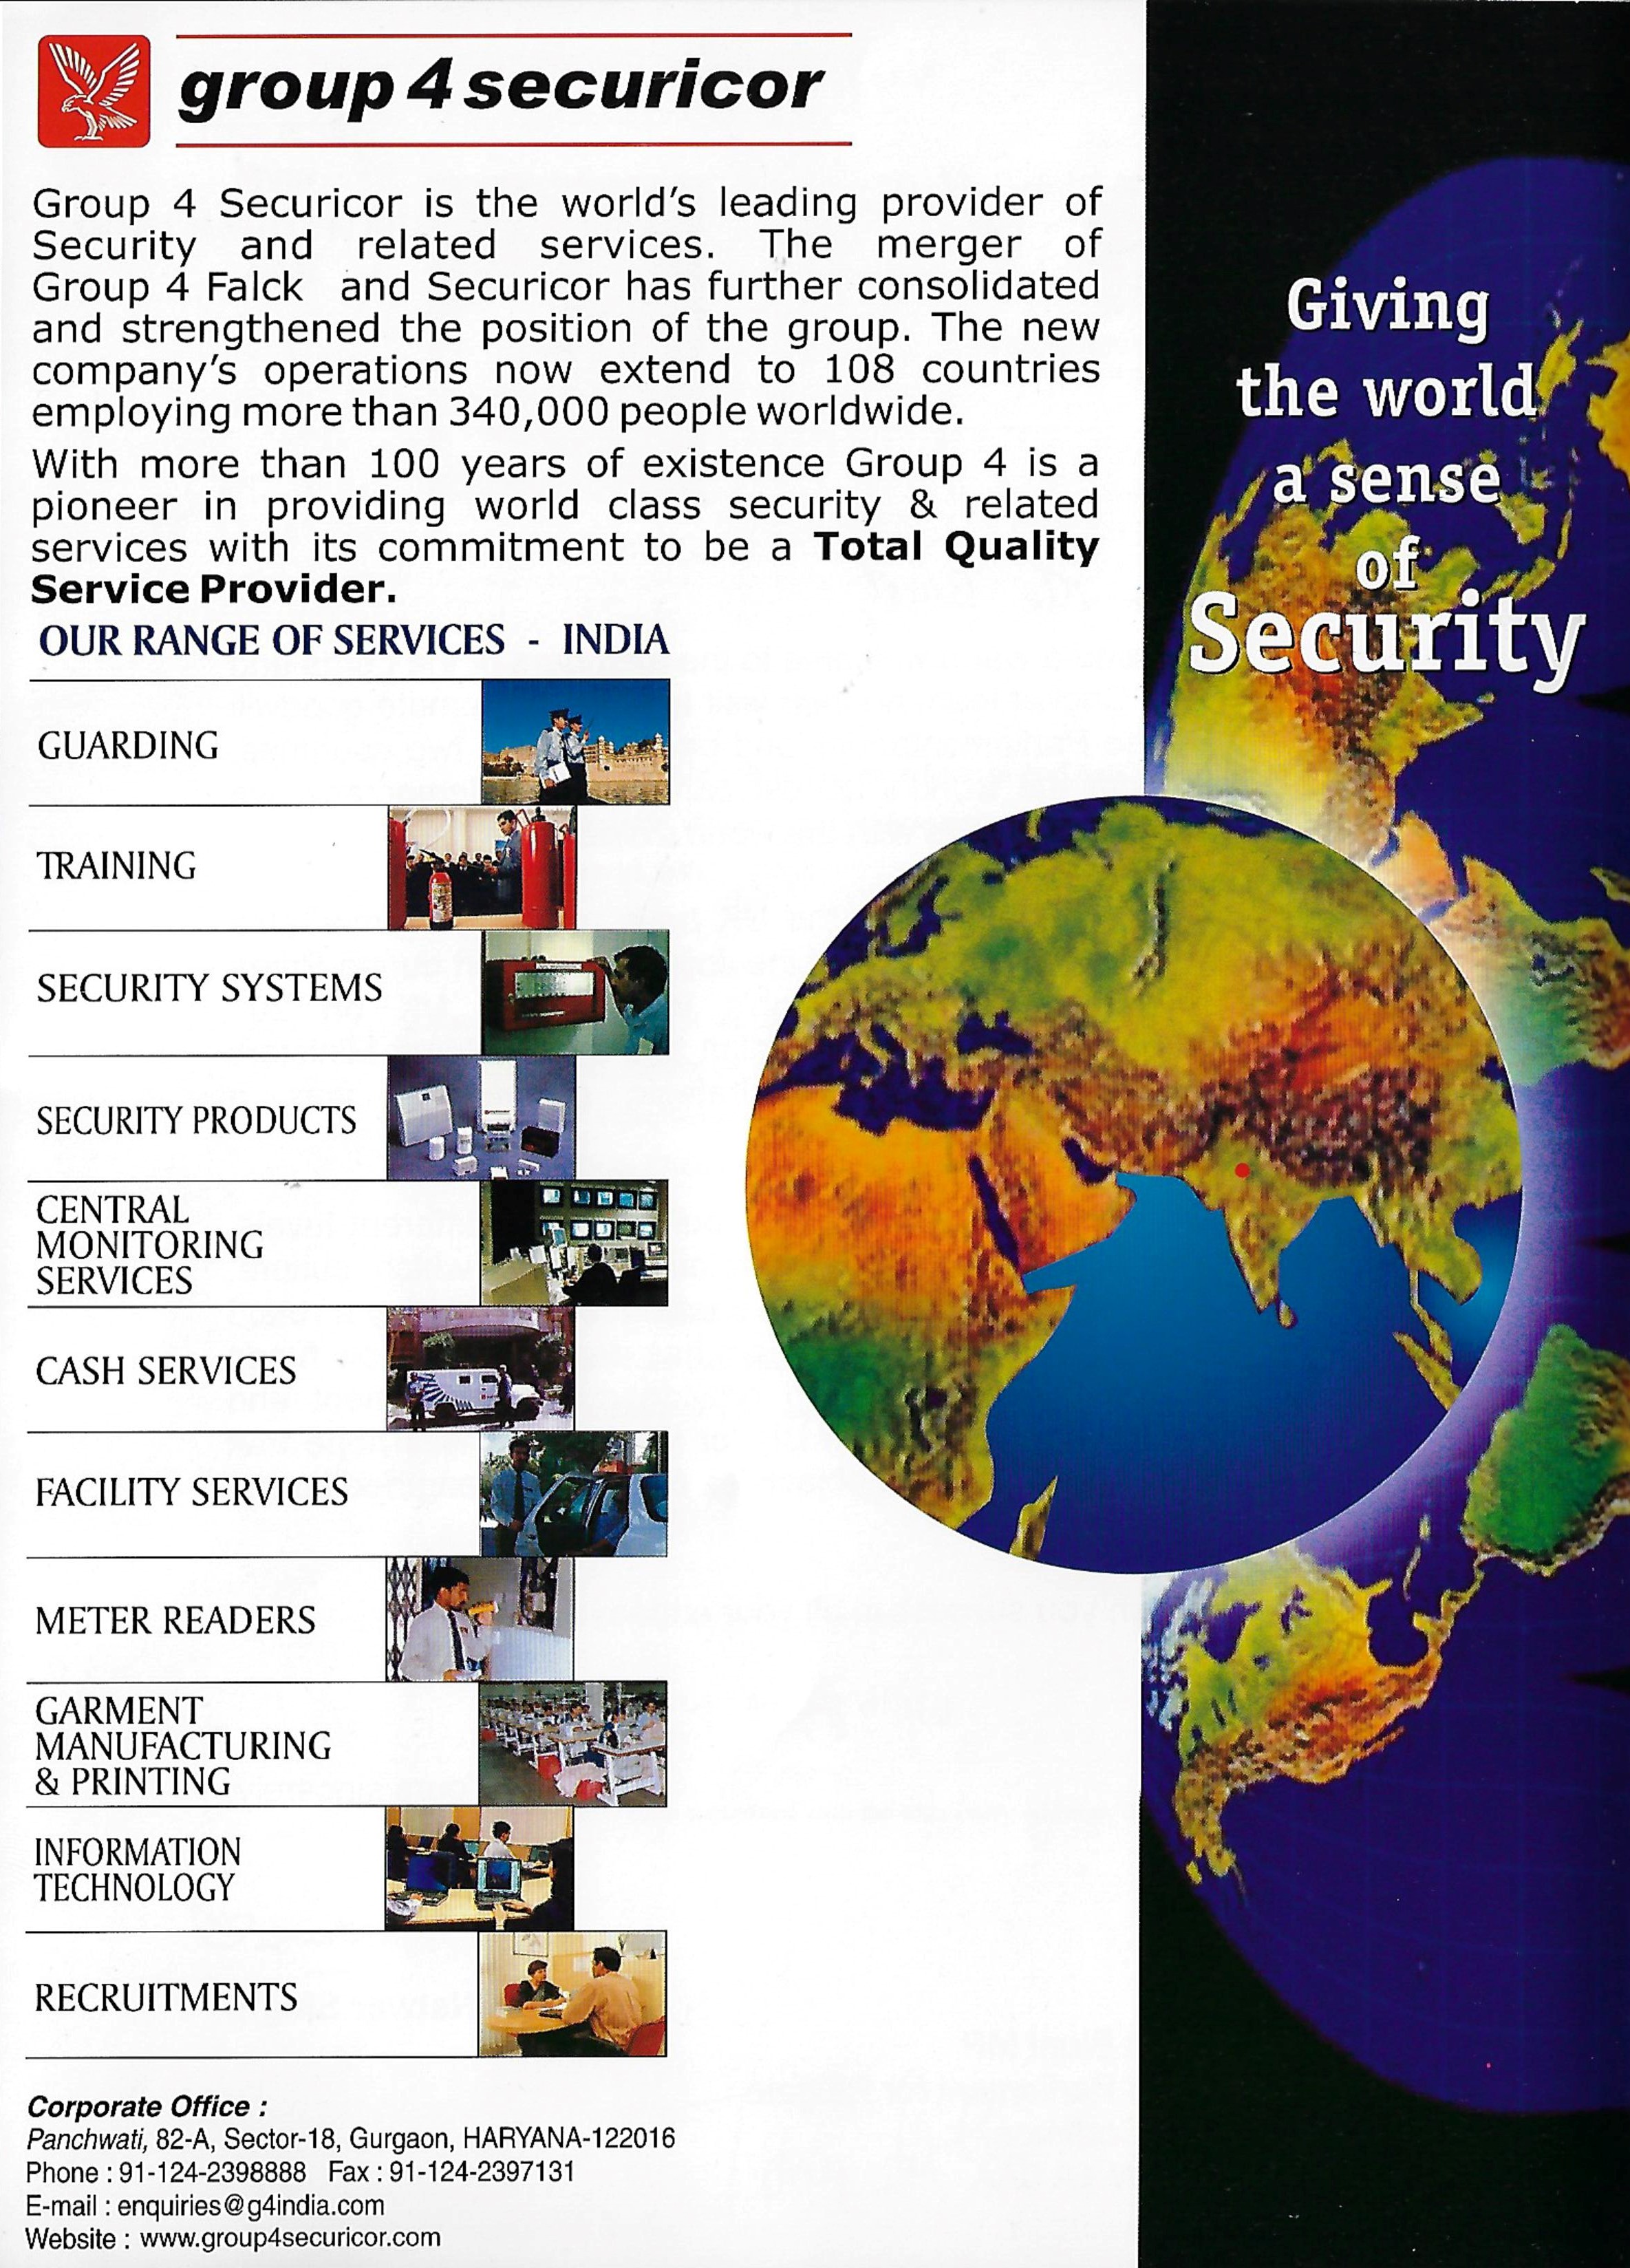 group 4 securicor
Group 4 Securicor is the world's leading provider of
Security and related services. The merger of
Group 4 Falck and Securicor has further consolidated
and strengthened the position of the group. The new
company's operations now extend to 108 countries
employing more than 340,000 people worldwide.
With more than 100 years of existence Group 4 is a
pioneer in providing world class security & related
services with its commitment to be a Total Quality
Service Provider.
OUR RANGE OF SERVICES - INDIA
GUARDING
TRAINING
SECURITY SYSTEMS
SECURITY PRODUCTS
CENTRAL
MONITORING
SERVICES
CASH SERVICES
FACILITY SERVICES
METER READERS
GARMENT
MANUFACTURING
& PRINTING
INFORMATION
TECHNOLOGY
RECRUITMENTS
Corporate Office :
Panchwati, 82-A, Sector-18, Gurgaon, HARYANA-122016
Phone : 91-124-2398888 Fax : 91-124-2397131
E-mail : enquiries@g4india.com
Website : www.group4securicor.com
Giving
the world
a sense
of
Security